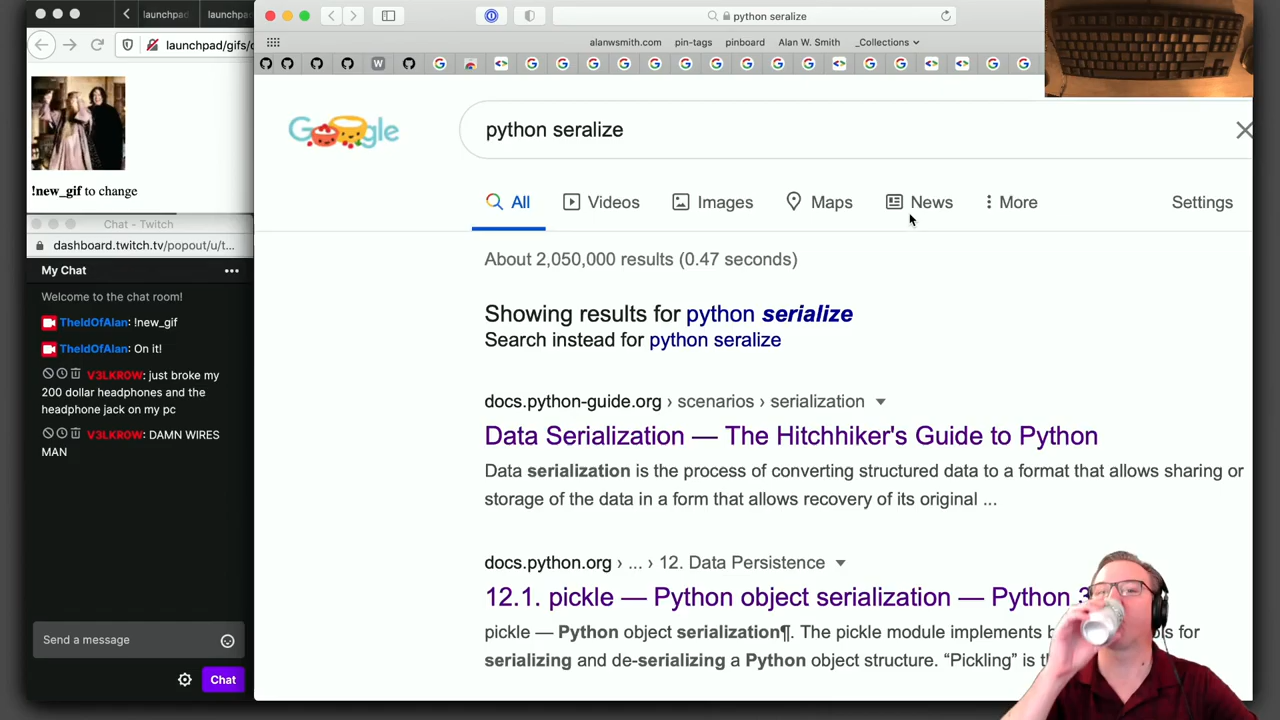 launchpad
launchpad
launchpad/gifs/
!new_gif to change
Chat - Twitch
dashboard.twitch.tv/popout/u/t...
My Chat
Welcome to the chat room!
TheIdOfAlan: !new_gif
TheIdOfAlan: On it!
V3LKR0W: just broke my
200 dollar headphones and the
headphone jack on my pc
V3LKR0W: DAMN WIRES
MAN
Send a message
Chat
python seralize
alanwsmith.com pin-tags pinboard Alan W. Smith _Collections
W
Google
python seralize
All Videos Images Maps News More Settings
About 2,050,000 results (0.47 seconds)
Showing results for python serialize
Search instead for python seralize
docs.python-guide.org › scenarios › serialization
Data Serialization — The Hitchhiker's Guide to Python
Data serialization is the process of converting structured data to a format that allows sharing or
storage of the data in a form that allows recovery of its original ...
docs.python.org › ... › 12. Data Persistence
12.1. pickle — Python object serialization — Python 3
pickle — Python object serialization¶. The pickle module implements for
serializing and de-serializing a Python object structure. “Pickling” is